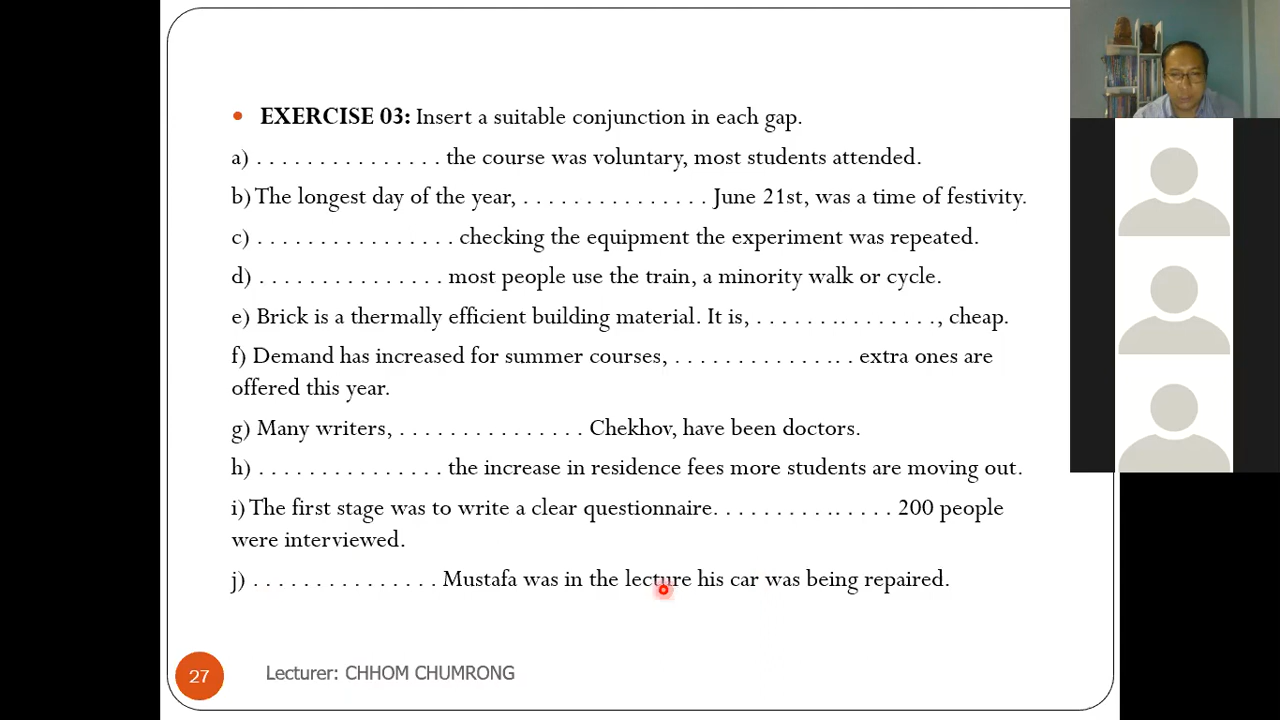 • EXERCISE 03: Insert a suitable conjunction in each gap.
a) . . . . . . . . . . . . . . . the course was voluntary, most students attended.
b) The longest day of the year, . . . . . . . . . . . . . . . June 21st, was a time of festivity.
c) . . . . . . . . . . . . . . . . checking the equipment the experiment was repeated.
d) . . . . . . . . . . . . . . . most people use the train, a minority walk or cycle.
e) Brick is a thermally efficient building material. It is, . . . . . . .. . . . . . . ., cheap.
f) Demand has increased for summer courses, . . . . . . . . . . . . .. . . extra ones are
offered this year.
g) Many writers, . . . . . . . . . . . . . . . Chekhov, have been doctors.
h) . . . . . . . . . . . . . . . the increase in residence fees more students are moving out.
i) The first stage was to write a clear questionnaire. . . . . . . . . .. . . . . . 200 people
were interviewed.
j) . . . . . . . . . . . . . . . Mustafa was in the lecture his car was being repaired.
27
Lecturer: CHHOM CHUMRONG